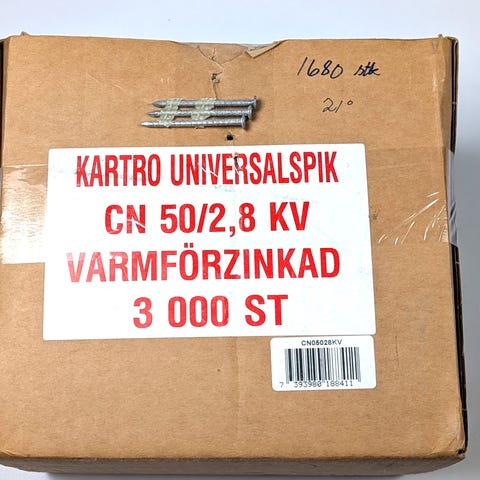 1680 stk
21°
KARTRO UNIVERSALSPIK
CN 50/2,8 KV
VARMFÖRZINKAD
3 000 ST
CN05028KV
7 393980 188411